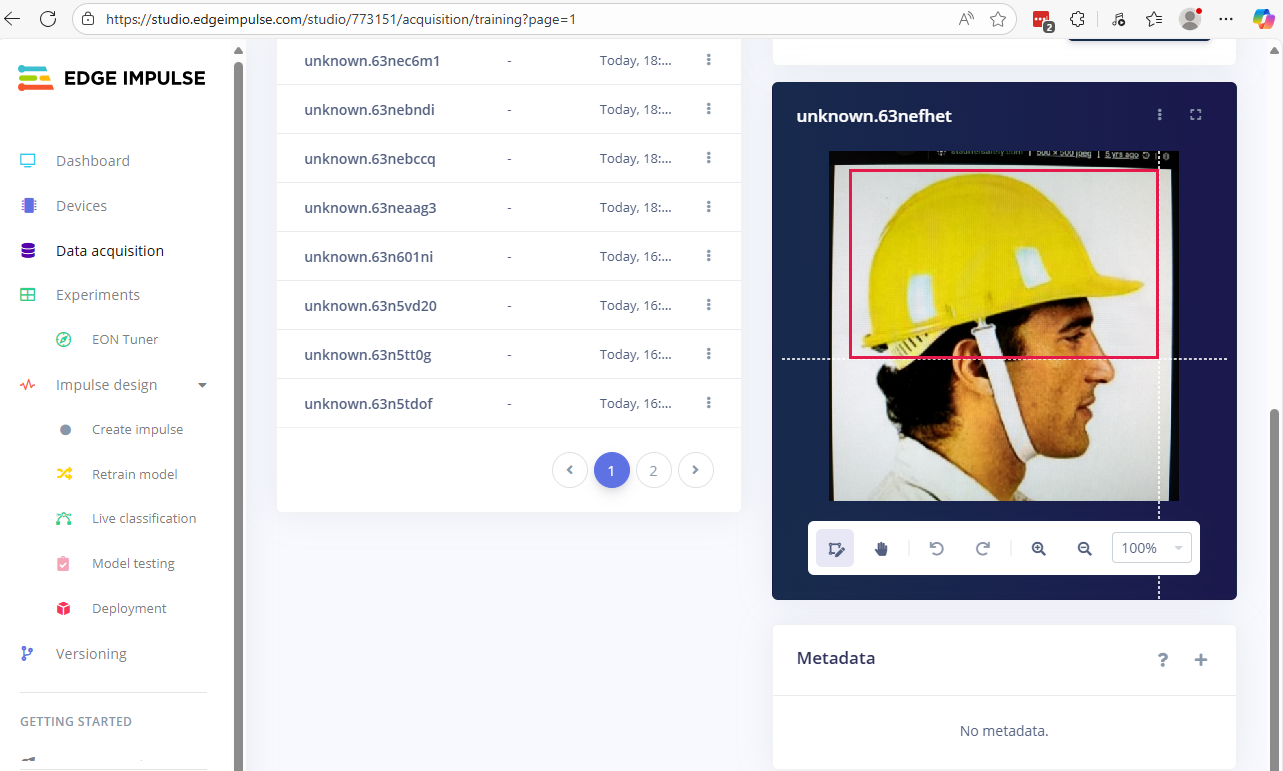 https://studio.edgeimpulse.com/studio/773151/acquisition/training?page=1
2
EDGE IMPULSE
Dashboard
Devices
Data acquisition
Experiments
EON Tuner
Impulse design
Create impulse
Retrain model
Live classification
Model testing
Deployment
Versioning
GETTING STARTED
unknown.63nec6m1 - Today, 18:...
unknown.63nebndi - Today, 18:...
unknown.63nebccq - Today, 18:...
unknown.63neaag3 - Today, 18:...
unknown.63n601ni - Today, 16:...
unknown.63n5vd20 - Today, 16:...
unknown.63n5tt0g - Today, 16:...
unknown.63n5tdof - Today, 16:...
1 2
unknown.63nefhet
500 × 500 jpeg | 5 yrs ago
100%
Metadata
?
No metadata.